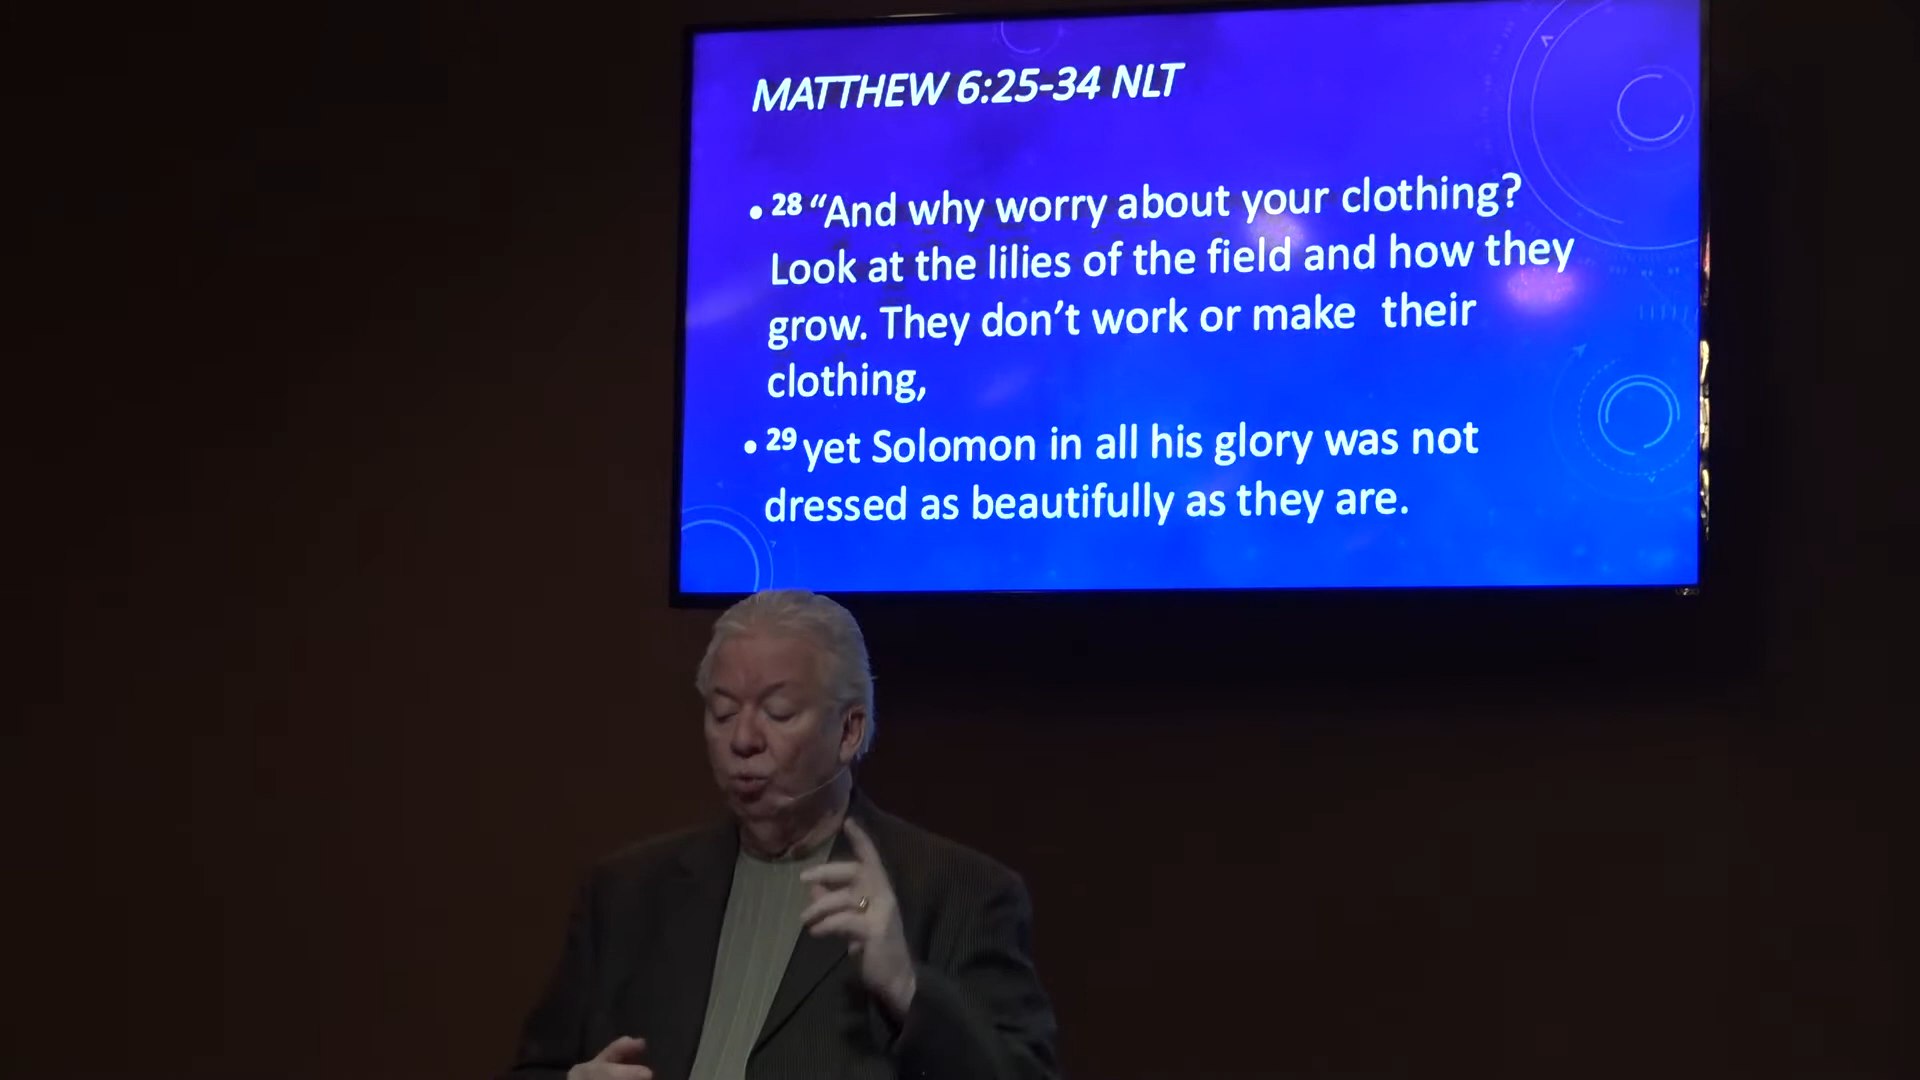 MATTHEW 6:25-34 NLT
• 28 “And why worry about your clothing?
Look at the lilies of the field and how they
grow. They don’t work or make their
clothing,
• 29 yet Solomon in all his glory was not
dressed as beautifully as they are.